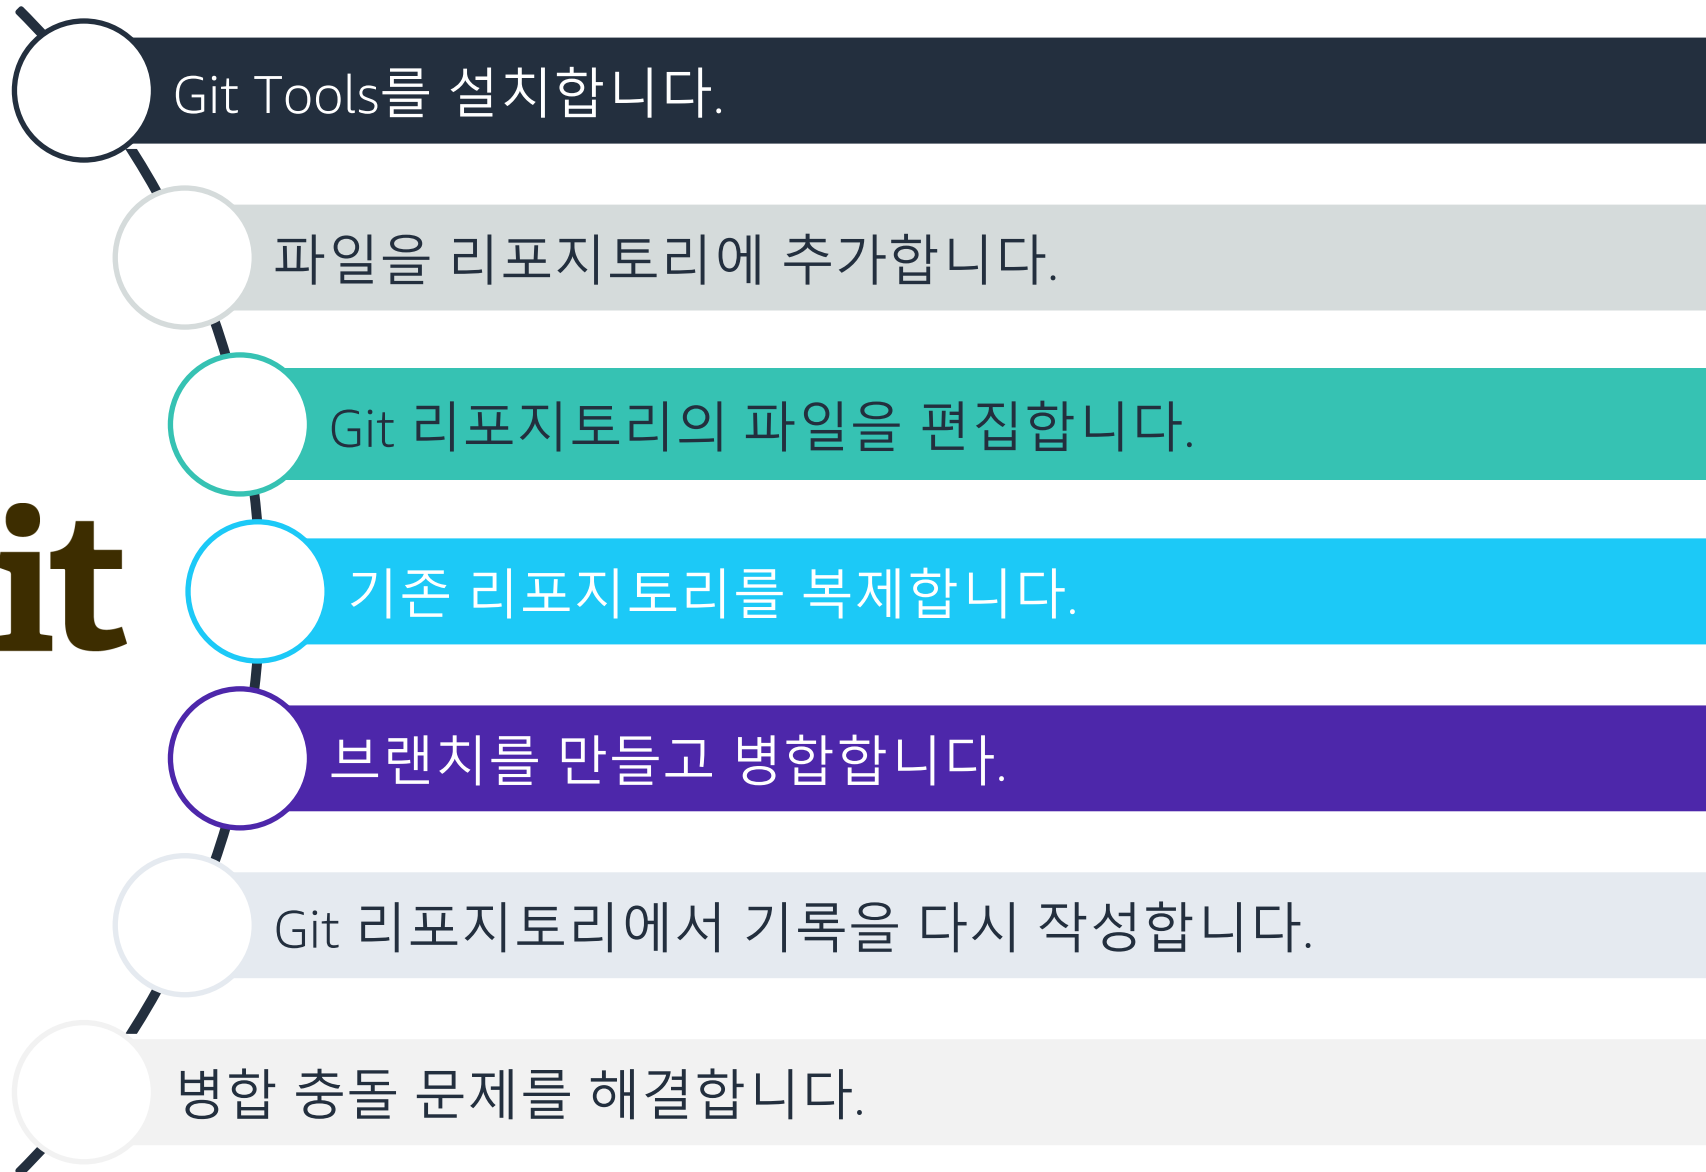 Git Tools를 설치합니다.
파일을 리포지토리에 추가합니다.
Git 리포지토리의 파일을 편집합니다.
it
기존 리포지토리를 복제합니다.
브랜치를 만들고 병합합니다.
Git 리포지토리에서 기록을 다시 작성합니다.
병합 충돌 문제를 해결합니다.